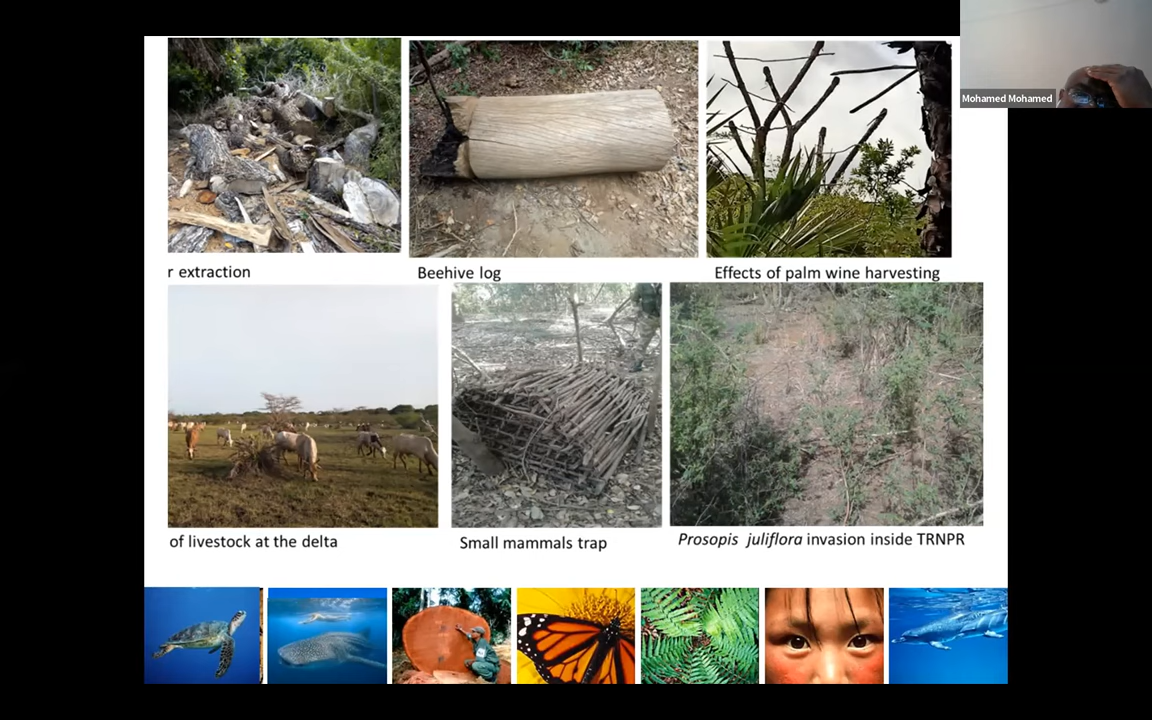 Mohamed Mohamed
r extraction
Beehive log
Effects of palm wine harvesting
of livestock at the delta
Small mammals trap
Prosopis juliflora invasion inside TRNPR